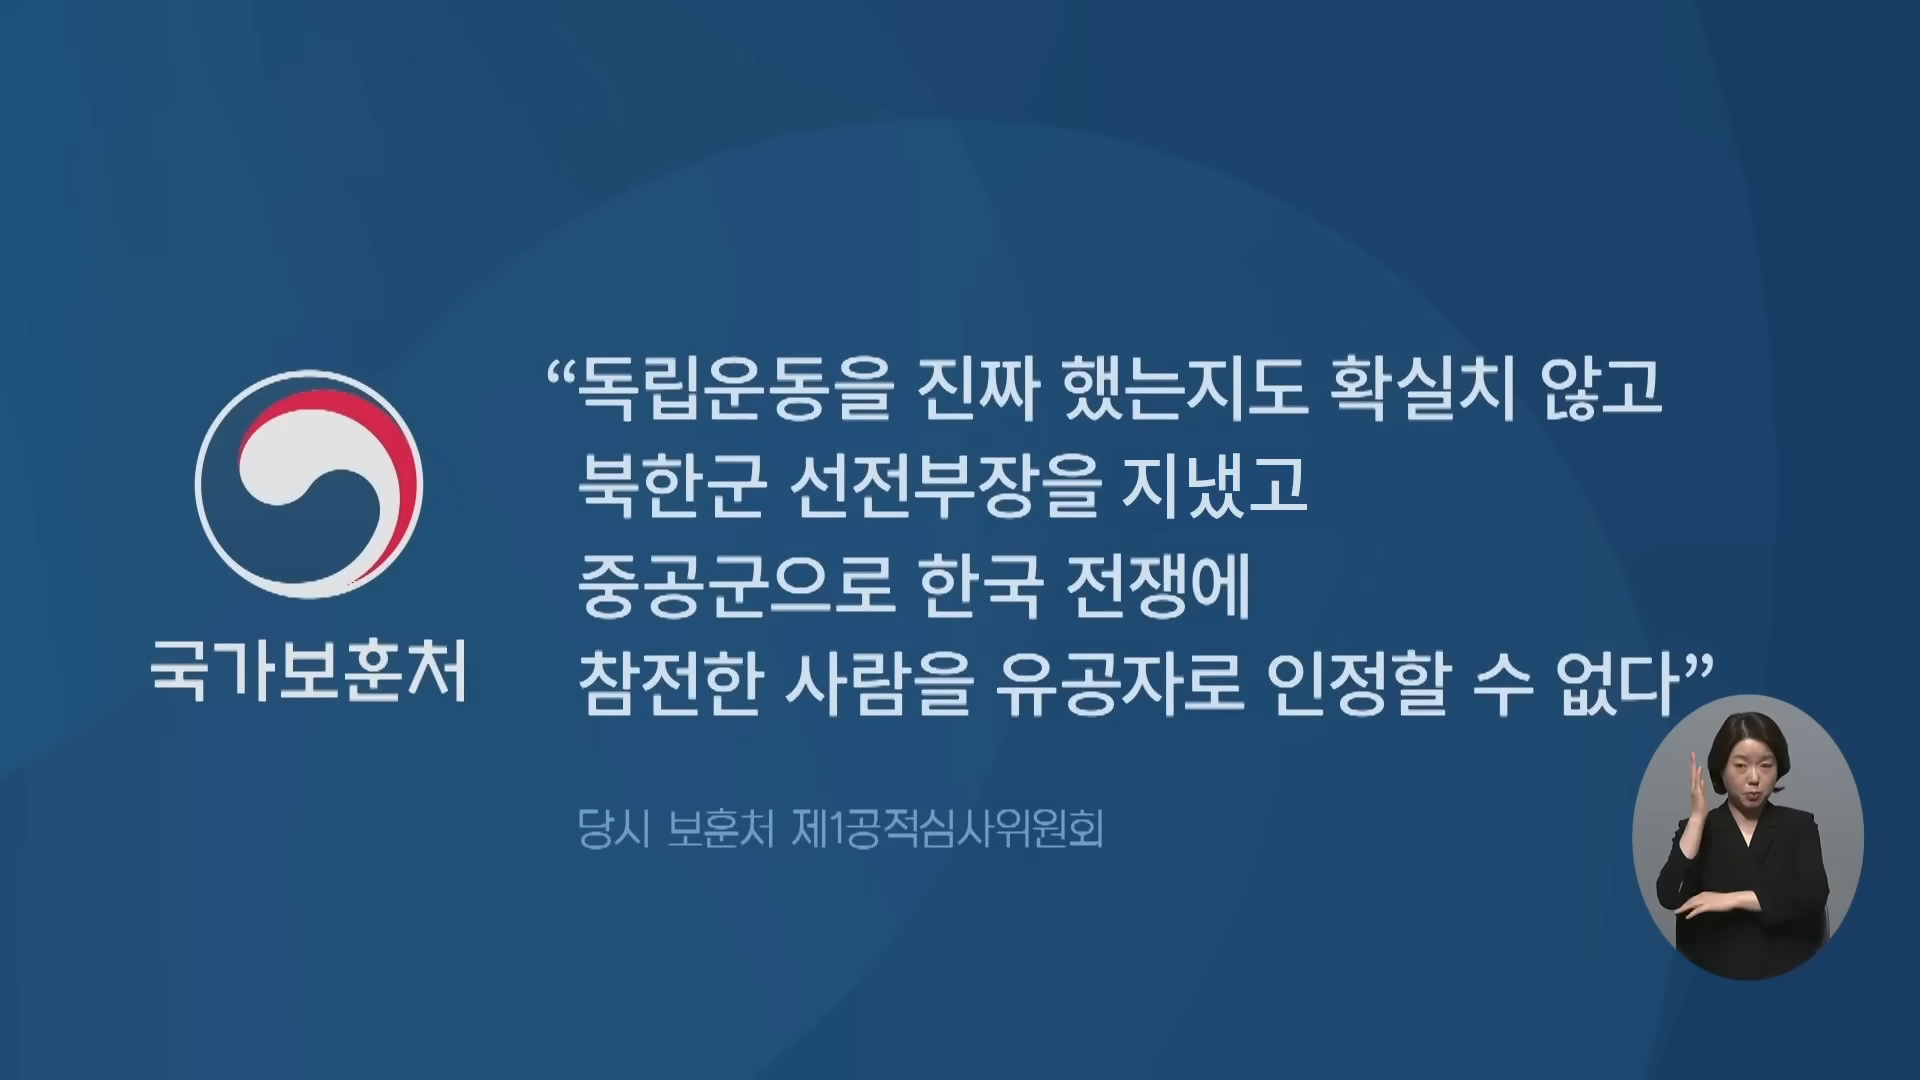 국가보훈처
“독립운동을 진짜 했는지도 확실치 않고
북한군 선전부장을 지냈고
중공군으로 한국 전쟁에
참전한 사람을 유공자로 인정할 수 없다”
당시 보훈처 제1공적심사위원회